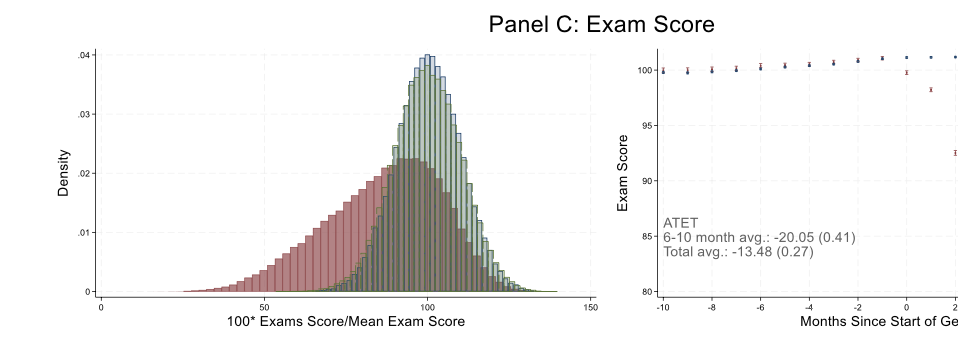 Panel C: Exam Score
.04
.03
.02
.01
0
Density
0 50 100 150
100* Exams Score/Mean Exam Score
100
95
90
85
80
Exam Score
ATET
6-10 month avg.: -20.05 (0.41)
Total avg.: -13.48 (0.27)
-10 -8 -6 -4 -2 0 2
Months Since Start of Ge